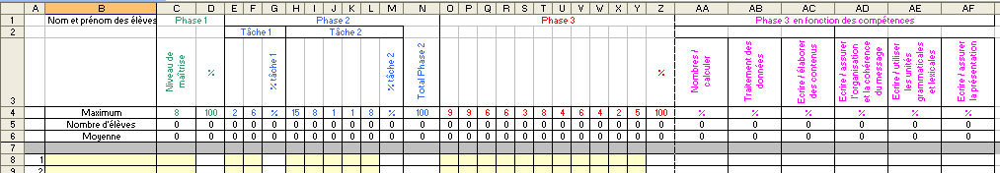 A B C D E F G H I J K L M N O P Q R S T U V W X Y Z AA AB AC AD AE AF
1 Nom et prénom des élèves Phase 1 Phase 2 Phase 3 Phase 3 en fonction des compétences
2 Tâche 1 Tâche 2
3
Niveau de
maîtrise
%
% tâche 1
% tâche 2
Total Phase 2
%
Nombres /
calculer
Traitement des
données
Ecrire / élaborer
des contenus
Ecrire / assurer
l'organisation
et la cohérence
du message
Ecrire / utiliser
les unités
grammaticales
et lexicales
Ecrire / assurer
la présentation
4 Maximum 8 100 2 6 % 15 8 1 1 8 % 100 9 9 6 6 3 8 4 6 4 2 5 100 % % % % % %
5 Nombre d'élèves 0 0 0 0 0 0 0 0 0 0 0 0 0 0 0 0 0 0 0 0 0 0 0 0 0 0 0 0 0 0
6 Moyenne 0 0 0 0 0 0 0 0 0 0 0 0 0 0 0 0 0 0 0 0 0 0 0 0 0 0 0 0 0 0
7
8 1
9 2